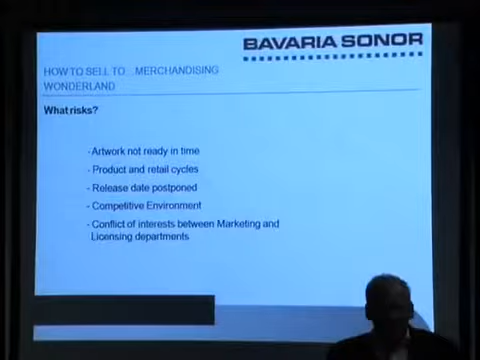 BAVARIA SONOR
HOW TO SELL TO...MERCHANDISING
WONDERLAND
What risks?
- Artwork not ready in time
- Product and retail cycles
- Release date postponed
- Competitive Environment
- Conflict of interests between Marketing and
Licensing departments